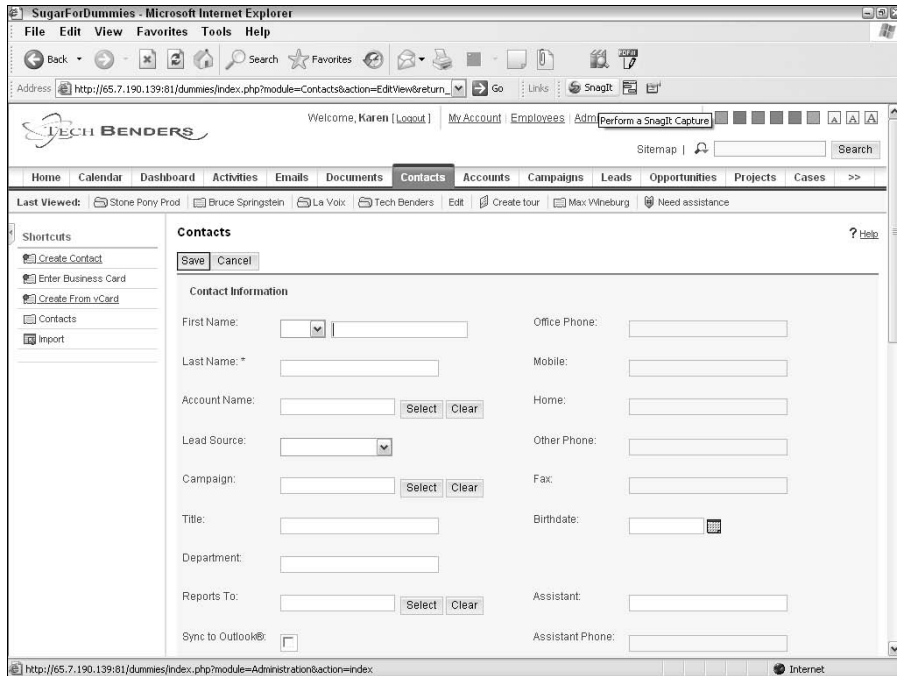 SugarForDummies - Microsoft Internet Explorer
File Edit View Favorites Tools Help
Back Search Favorites
Address http://65.7.190.139:81/dummies/index.php?module=Contacts&action=EditView&return_ Go Links SnagIt
TECH BENDERS
Welcome, Karen [Logout] My Account Employees Adm
Perform a SnagIt Capture
A A A
Sitemap | Search
Home Calendar Dashboard Activities Emails Documents Contacts Accounts Campaigns Leads Opportunities Projects Cases >>
Last Viewed: Stone Pony Prod Bruce Springstein La Voix Tech Benders Edit Create tour Max Wineburg Need assistance
Shortcuts
Create Contact
Enter Business Card
Create From vCard
Contacts
Import
Contacts
? Help
Save Cancel
Contact Information
First Name: Office Phone:
Last Name: * Mobile:
Account Name: Select Clear Home:
Lead Source: Other Phone:
Campaign: Select Clear Fax:
Title: Birthdate:
Department:
Reports To: Select Clear Assistant:
Sync to Outlook®: Assistant Phone:
http://65.7.190.139:81/dummies/index.php?module=Administration&action=index Internet